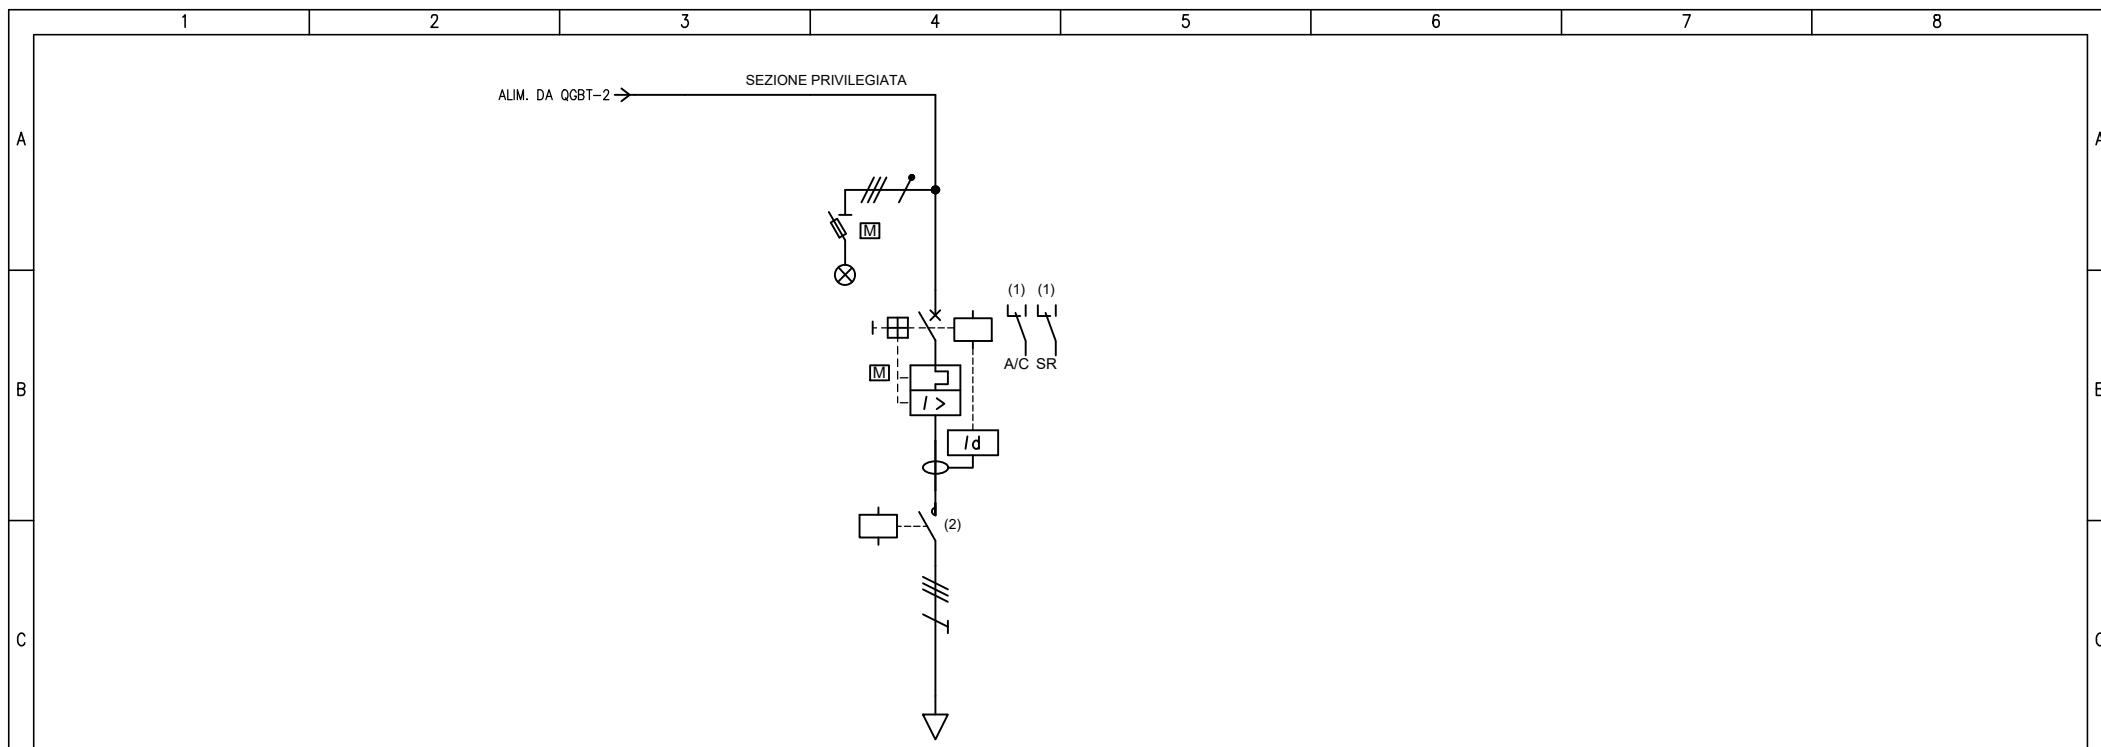 1 2 3 4 5 6 7 8
SEZIONE PRIVILEGIATA
ALIM. DA QGBT-2
A A
M
(1) (1)
A/C SR
M
B B
I >
Id
(2)
C C